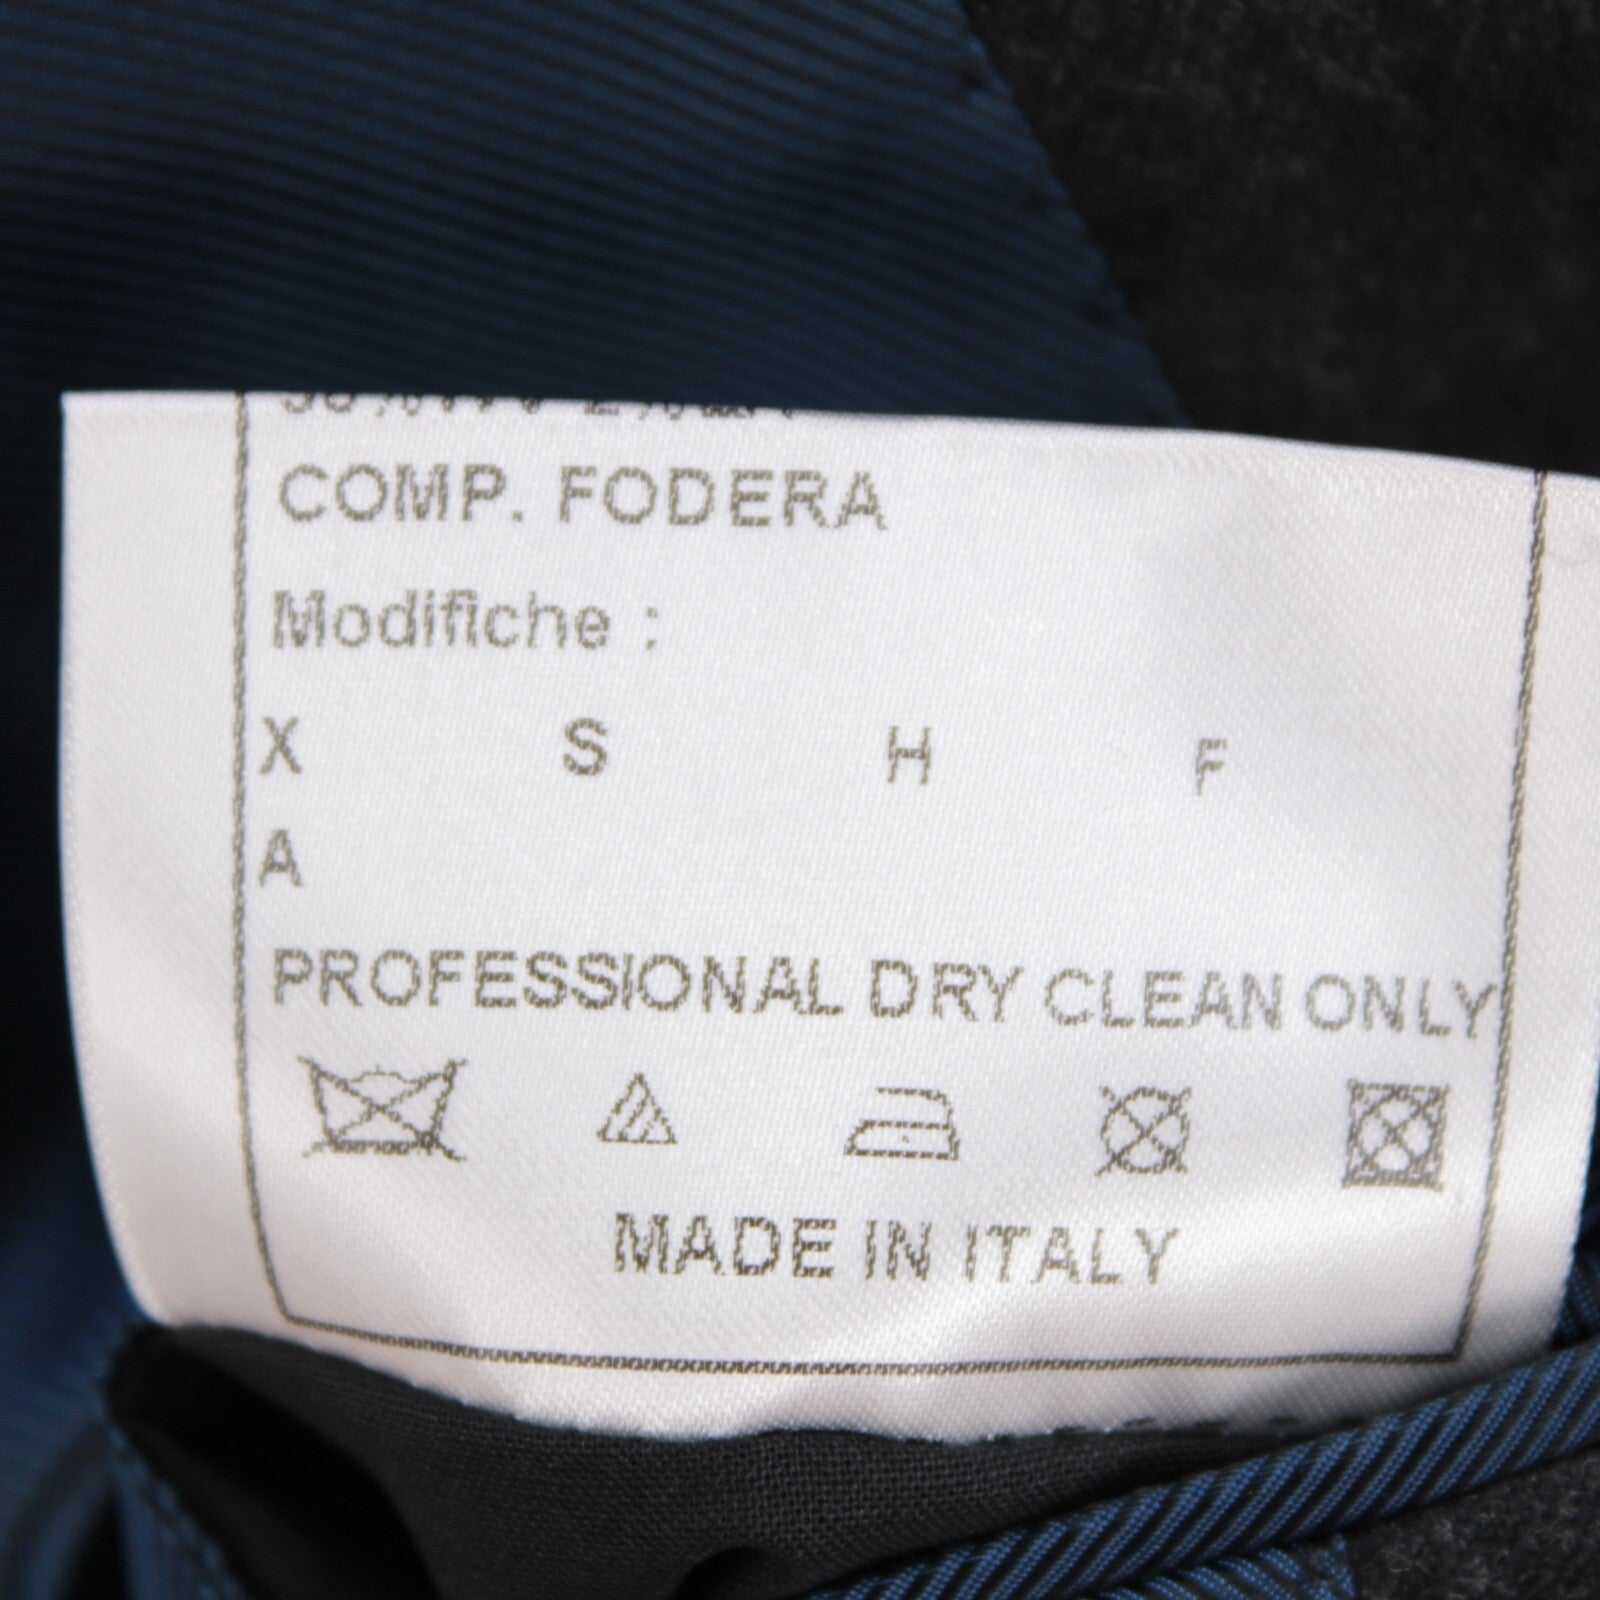 COMP. FODERA
Modifiche :
X S H F
A
PROFESSIONAL DRY CLEAN ONLY
MADE IN ITALY